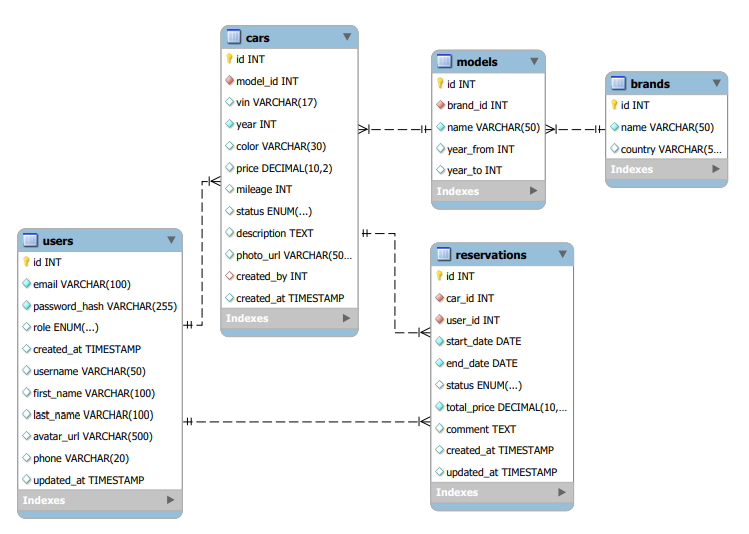 cars
id INT
model_id INT
vin VARCHAR(17)
year INT
color VARCHAR(30)
price DECIMAL(10,2)
mileage INT
status ENUM(...)
description TEXT
photo_url VARCHAR(50...
created_by INT
created_at TIMESTAMP
Indexes
models
id INT
brand_id INT
name VARCHAR(50)
year_from INT
year_to INT
Indexes
brands
id INT
name VARCHAR(50)
country VARCHAR(5...
Indexes
users
id INT
email VARCHAR(100)
password_hash VARCHAR(255)
role ENUM(...)
created_at TIMESTAMP
username VARCHAR(50)
first_name VARCHAR(100)
last_name VARCHAR(100)
avatar_url VARCHAR(500)
phone VARCHAR(20)
updated_at TIMESTAMP
Indexes
reservations
id INT
car_id INT
user_id INT
start_date DATE
end_date DATE
status ENUM(...)
total_price DECIMAL(10,...
comment TEXT
created_at TIMESTAMP
updated_at TIMESTAMP
Indexes